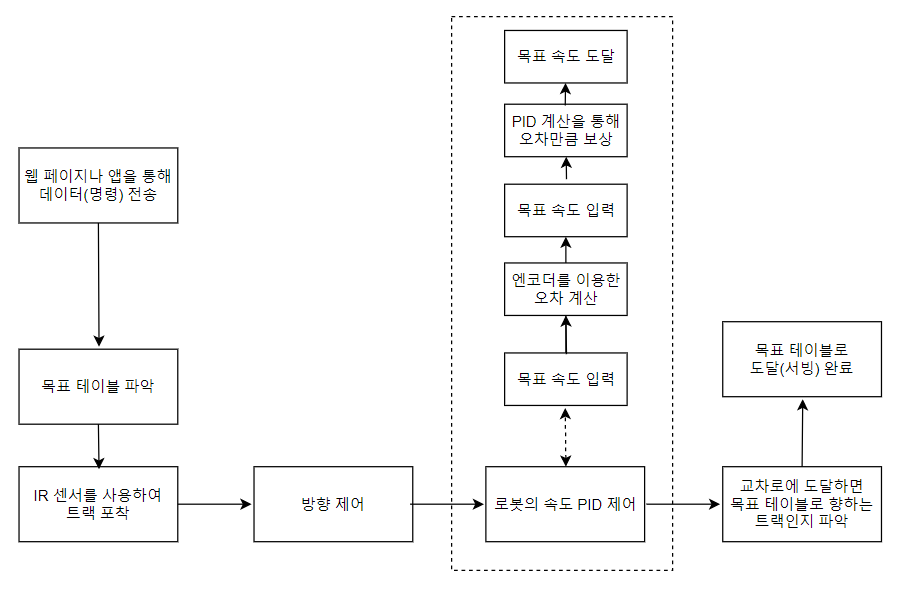 웹 페이지나 앱을 통해
데이터(명령) 전송
목표 테이블 파악
IR 센서를 사용하여
트랙 포착
방향 제어
로봇의 속도 PID 제어
목표 속도 입력
엔코더를 이용한
오차 계산
목표 속도 입력
PID 계산을 통해
오차만큼 보상
목표 속도 도달
교차로에 도달하면
목표 테이블로 향하는
트랙인지 파악
목표 테이블로
도달(서빙) 완료